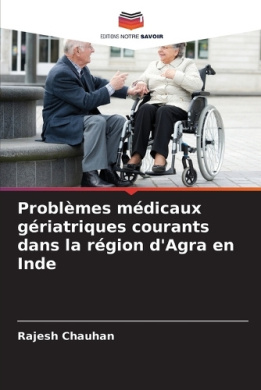 EDITIONS NOTRE SAVOIR
Problèmes médicaux
gériatriques courants
dans la région d'Agra en
Inde
Rajesh Chauhan